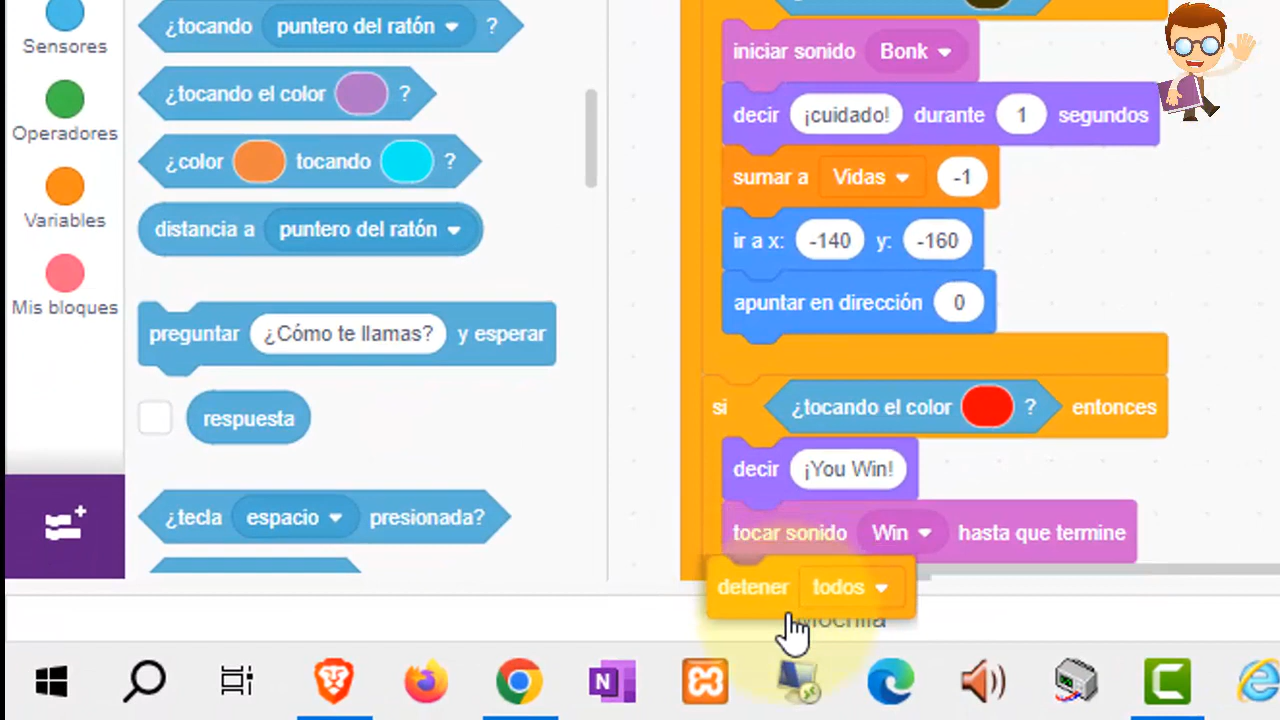 Sensores
Operadores
Variables
Mis bloques
¿tocando puntero del ratón ?
¿tocando el color ?
¿color tocando ?
distancia a puntero del ratón
preguntar ¿Cómo te llamas? y esperar
respuesta
¿tecla espacio presionada?
iniciar sonido Bonk
decir ¡cuidado! durante 1 segundos
sumar a Vidas -1
ir a x: -140 y: -160
apuntar en dirección 0
si ¿tocando el color ? entonces
decir ¡You Win!
tocar sonido Win hasta que termine
detener todos
Mochila
N